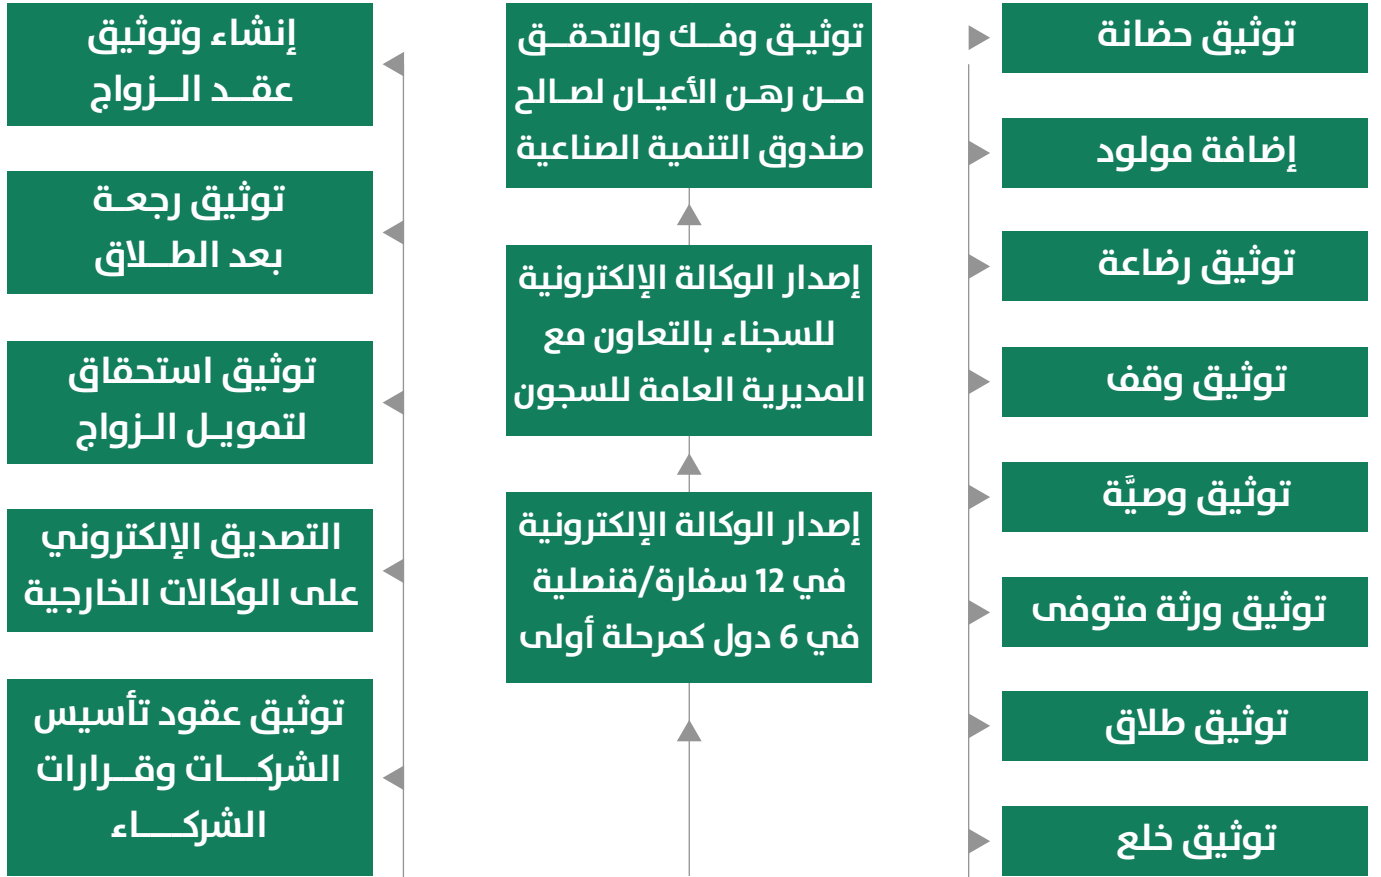 توثيق حضانة
إضافة مولود
توثيق رضاعة
توثيق وقف
توثيق وصيَّة
توثيق ورثة متوفى
توثيق طلاق
توثيق خلع
توثيق وفك والتحقق
من رهن الأعيان لصالح
صندوق التنمية الصناعية
إصدار الوكالة الإلكترونية
للسجناء بالتعاون مع
المديرية العامة للسجون
إصدار الوكالة الإلكترونية
في 12 سفارة/قنصلية
في 6 دول كمرحلة أولى
إنشاء وتوثيق
عقد الزواج
توثيق رجعة
بعد الطلاق
توثيق استحقاق
لتمويل الزواج
التصديق الإلكتروني
على الوكالات الخارجية
توثيق عقود تأسيس
الشركات وقرارات
الشركاء